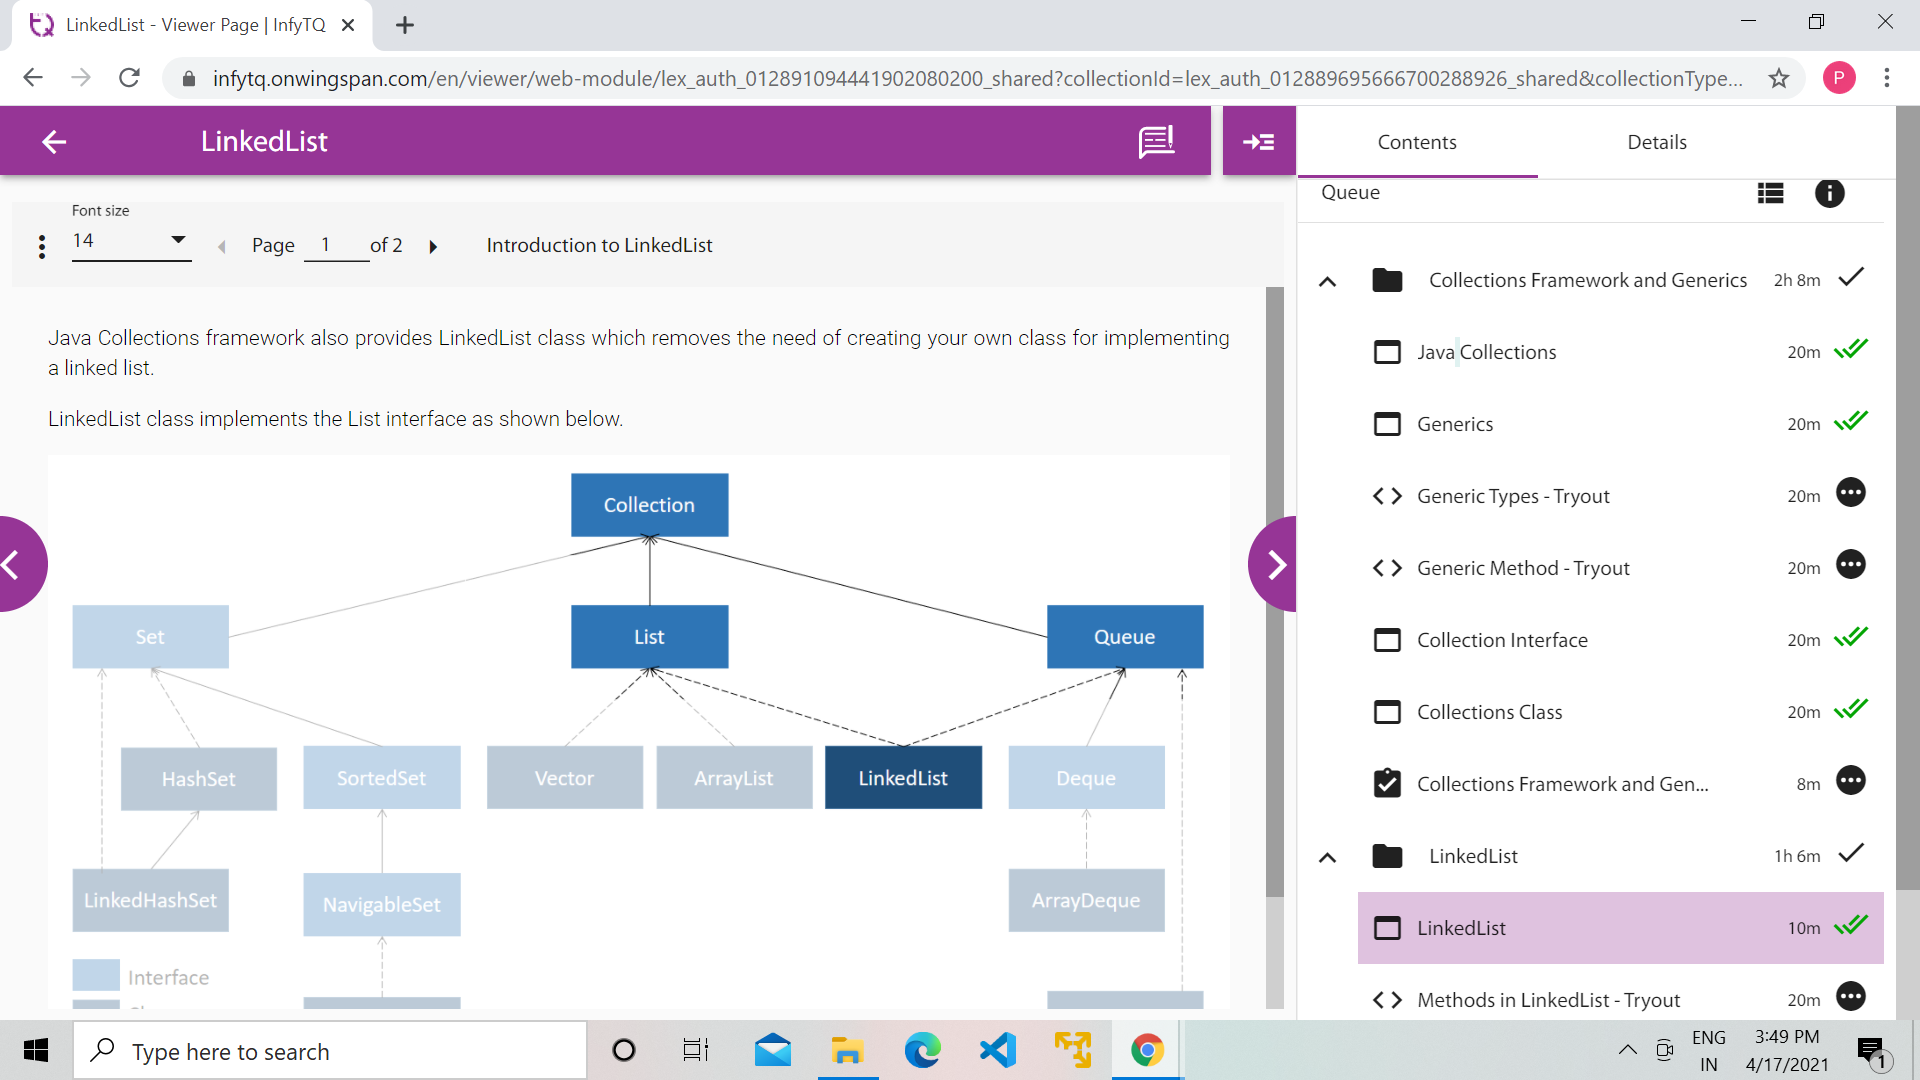 LinkedList - Viewer Page | InfyTQ
infytq.onwingspan.com/en/viewer/web-module/lex_auth_012891094441902080200_shared?collectionId=lex_auth_012889695666700288926_shared&collectionType...
P
LinkedList
Contents
Details
Queue
Font size
14
Page 1 of 2
Introduction to LinkedList
Java Collections framework also provides LinkedList class which removes the need of creating your own class for implementing
a linked list.
LinkedList class implements the List interface as shown below.
Collection
Set
List
Queue
HashSet
SortedSet
Vector
ArrayList
LinkedList
Deque
LinkedHashSet
NavigableSet
ArrayDeque
Interface
Collections Framework and Generics 2h 8m
Java Collections 20m
Generics 20m
Generic Types - Tryout 20m
Generic Method - Tryout 20m
Collection Interface 20m
Collections Class 20m
Collections Framework and Gen... 8m
LinkedList 1h 6m
LinkedList 10m
Methods in LinkedList - Tryout 20m
Type here to search
ENG
IN
3:49 PM
4/17/2021
1